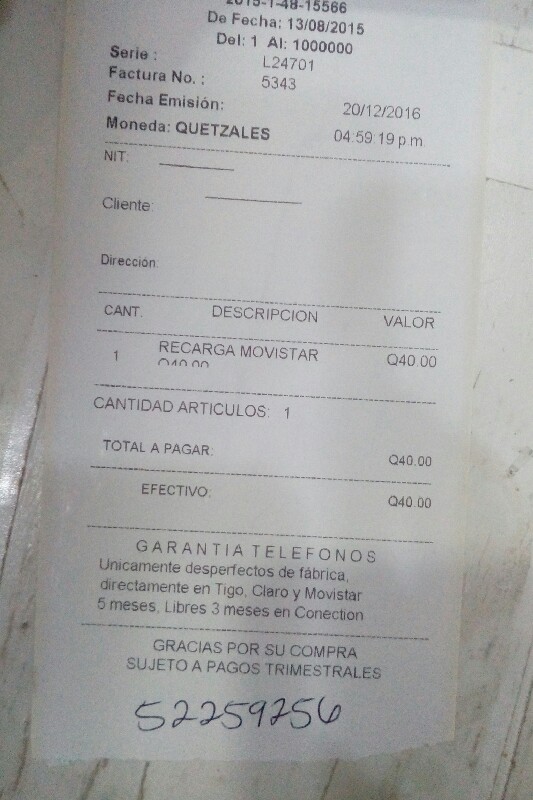 2015-1-48-15566
De Fecha: 13/08/2015
Del: 1 Al: 1000000
Serie : L24701
Factura No. : 5343
Fecha Emisión: 20/12/2016
Moneda: QUETZALES 04:59:19 p.m.
NIT:
Cliente:
Dirección:
CANT. DESCRIPCION VALOR
1 RECARGA MOVISTAR Q40.00
Q40.00
CANTIDAD ARTICULOS: 1
TOTAL A PAGAR: Q40.00
EFECTIVO: Q40.00
GARANTIA TELEFONOS
Unicamente desperfectos de fábrica,
directamente en Tigo, Claro y Movistar
5 meses, Libres 3 meses en Conection
GRACIAS POR SU COMPRA
SUJETO A PAGOS TRIMESTRALES
52259256